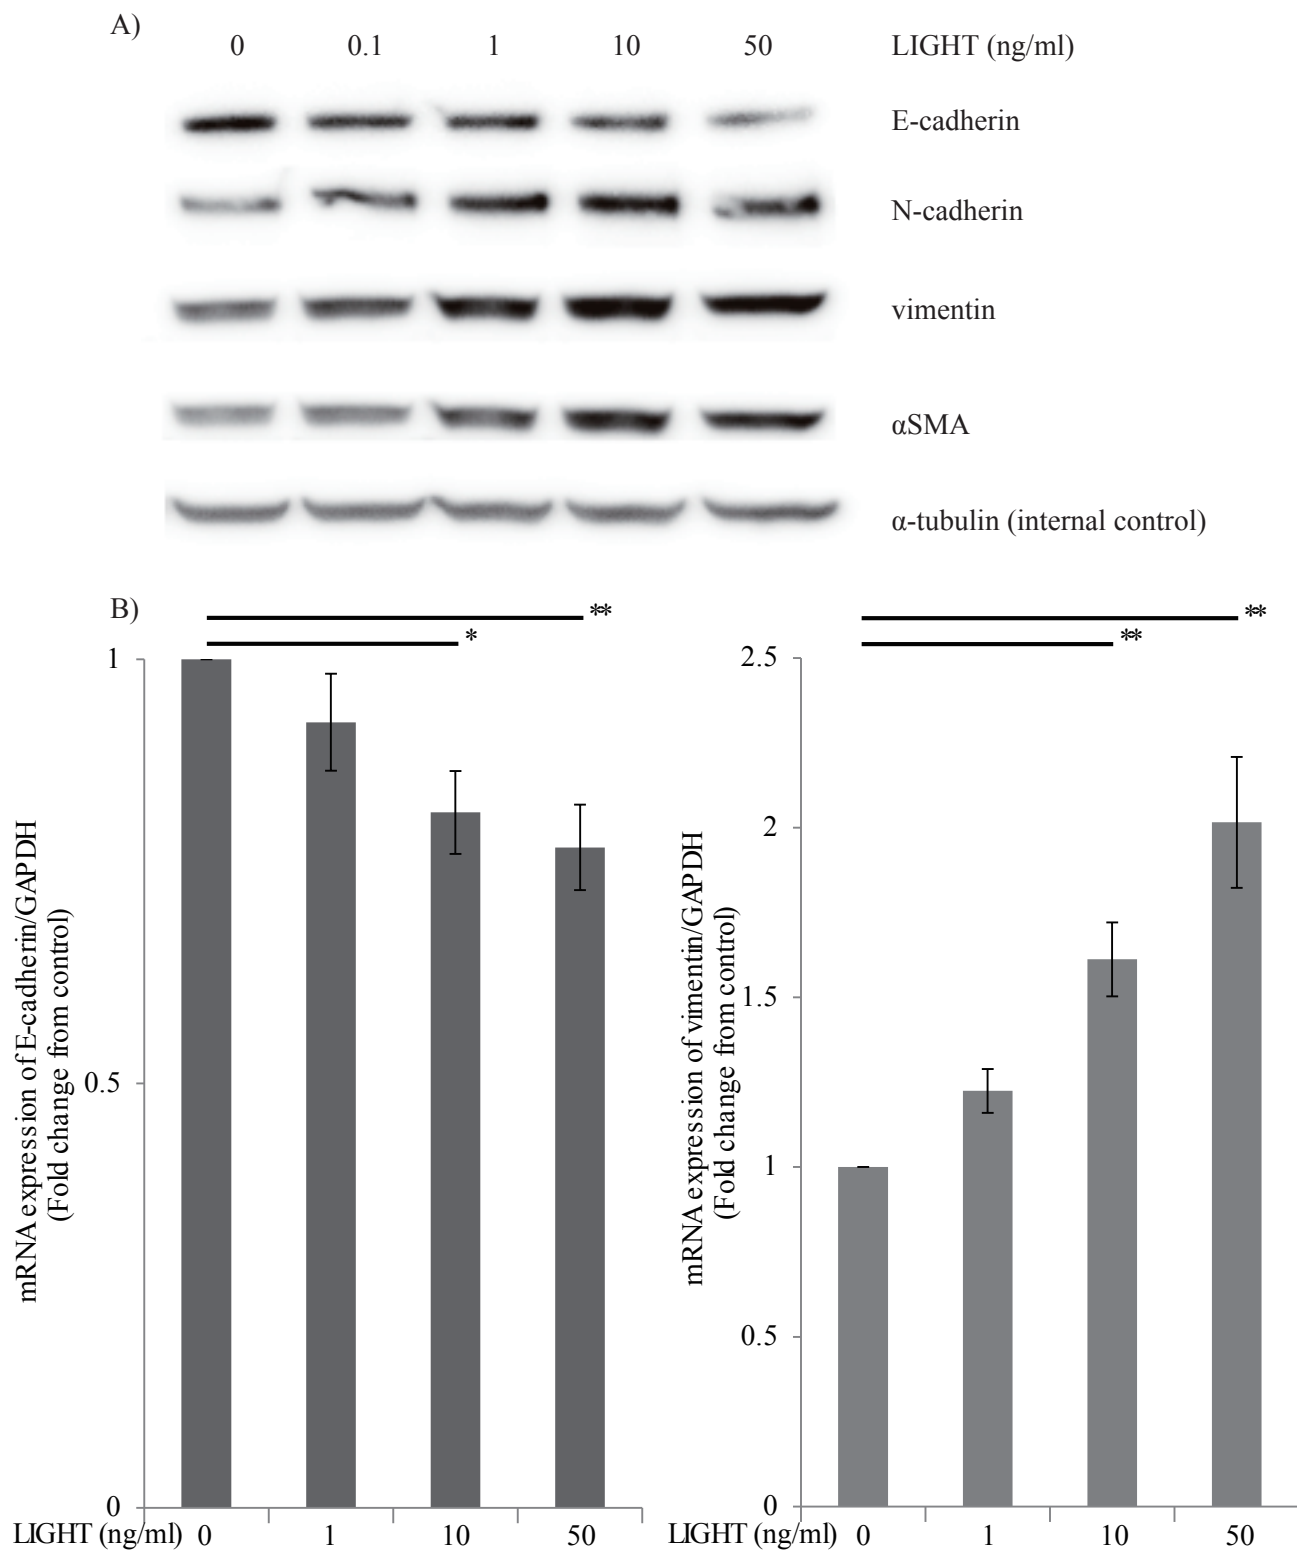 A)
0 0.1 1 10 50 LIGHT (ng/ml)
E-cadherin
N-cadherin
vimentin
αSMA
α-tubulin (internal control)
B)
**
*
1
0.5
0
mRNA expression of E-cadherin/GAPDH
(Fold change from control)
LIGHT (ng/ml) 0 1 10 50
**
**
2.5
2
1.5
1
0.5
0
mRNA expression of vimentin/GAPDH
(Fold change from control)
LIGHT (ng/ml) 0 1 10 50